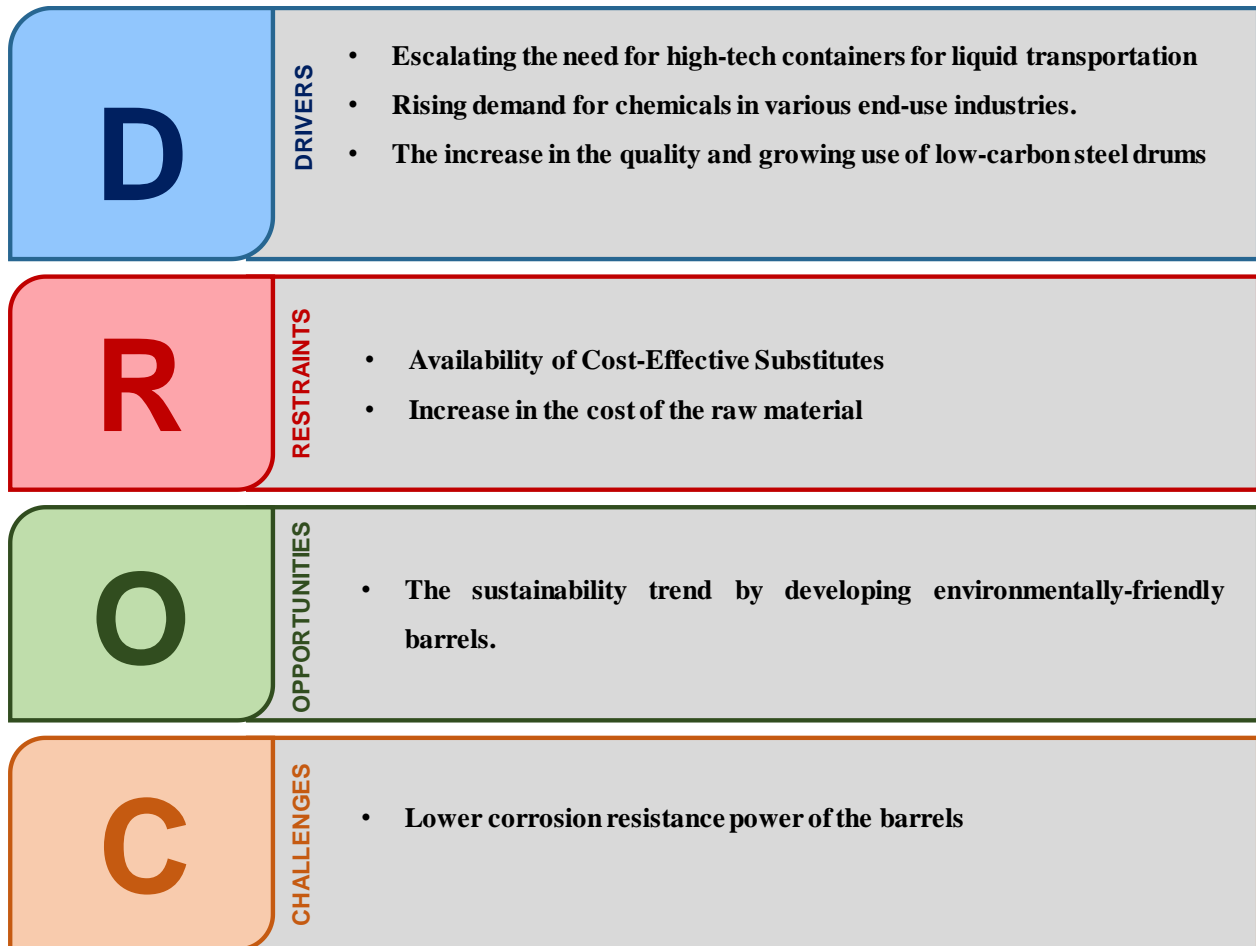 D
DRIVERS
• Escalating the need for high-tech containers for liquid transportation
• Rising demand for chemicals in various end-use industries.
• The increase in the quality and growing use of low-carbon steel drums
R
RESTRAINTS
• Availability of Cost-Effective Substitutes
• Increase in the cost of the raw material
O
OPPORTUNITIES
• The sustainability trend by developing environmentally-friendly
barrels.
C
CHALLENGES
• Lower corrosion resistance power of the barrels